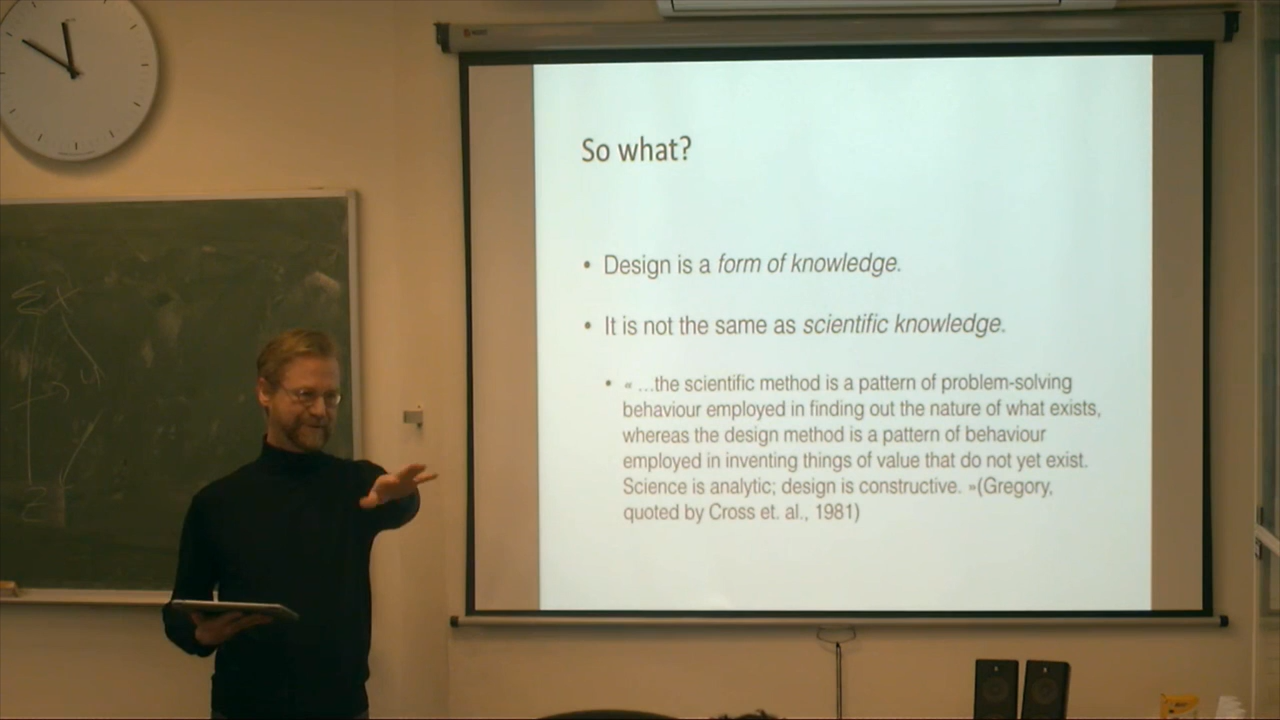 So what?
• Design is a form of knowledge.
• It is not the same as scientific knowledge.
• « …the scientific method is a pattern of problem-solving
behaviour employed in finding out the nature of what exists,
whereas the design method is a pattern of behaviour
employed in inventing things of value that do not yet exist.
Science is analytic; design is constructive. »(Gregory,
quoted by Cross et. al., 1981)